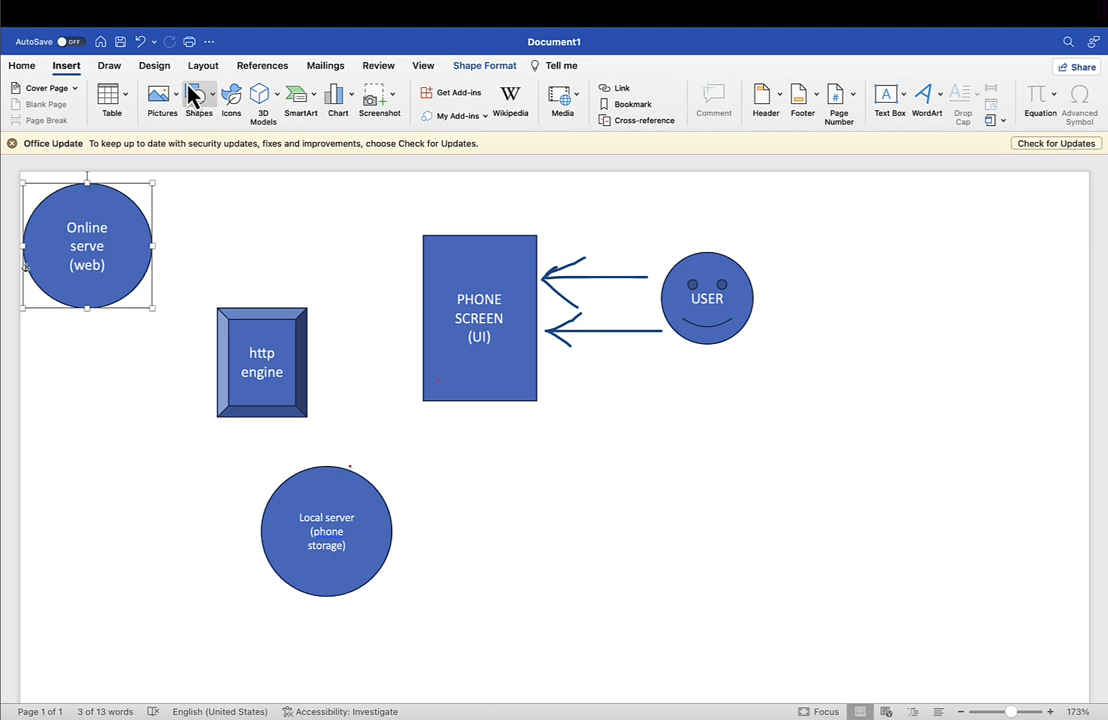 AutoSave OFF
Document1
Home Insert Draw Design Layout References Mailings Review View Shape Format Tell me
Share
Cover Page
Blank Page
Page Break
Table
Pictures
Shapes
Icons
3D
Models
SmartArt
Chart
Screenshot
Get Add-ins
My Add-ins
W
Wikipedia
Media
Link
Bookmark
Cross-reference
Comment
Header
Footer
Page
Number
Text Box
WordArt
Drop
Cap
Equation
Advanced
Symbol
Office Update To keep up to date with security updates, fixes and improvements, choose Check for Updates.
Check for Updates
Online
serve
(web)
PHONE
SCREEN
(UI)
USER
http
engine
Local server
(phone
storage)
Page 1 of 1 3 of 13 words English (United States) Accessibility: Investigate Focus 173%